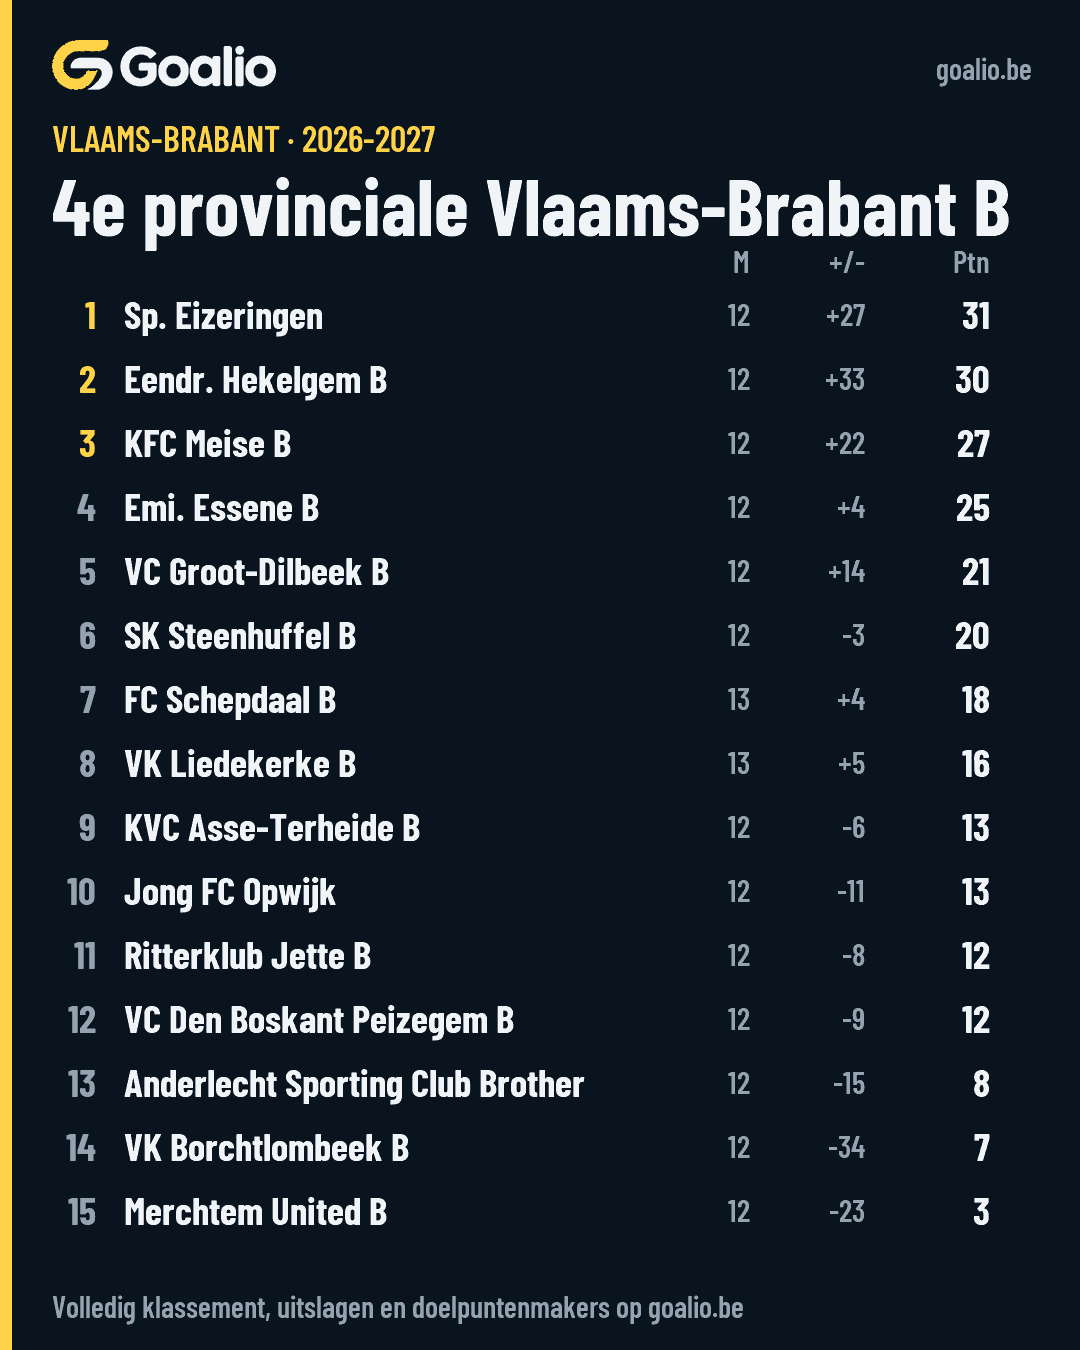 Goalio
goalio.be
VLAAMS-BRABANT · 2026-2027
4e provinciale Vlaams-Brabant B
M +/- Ptn
1 Sp. Eizeringen 12 +27 31
2 Eendr. Hekelgem B 12 +33 30
3 KFC Meise B 12 +22 27
4 Emi. Essene B 12 +4 25
5 VC Groot-Dilbeek B 12 +14 21
6 SK Steenhuffel B 12 -3 20
7 FC Schepdaal B 13 +4 18
8 VK Liedekerke B 13 +5 16
9 KVC Asse-Terheide B 12 -6 13
10 Jong FC Opwijk 12 -11 13
11 Ritterklub Jette B 12 -8 12
12 VC Den Boskant Peizegem B 12 -9 12
13 Anderlecht Sporting Club Brother 12 -15 8
14 VK Borchtlombeek B 12 -34 7
15 Merchtem United B 12 -23 3
Volledig klassement, uitslagen en doelpuntenmakers op goalio.be